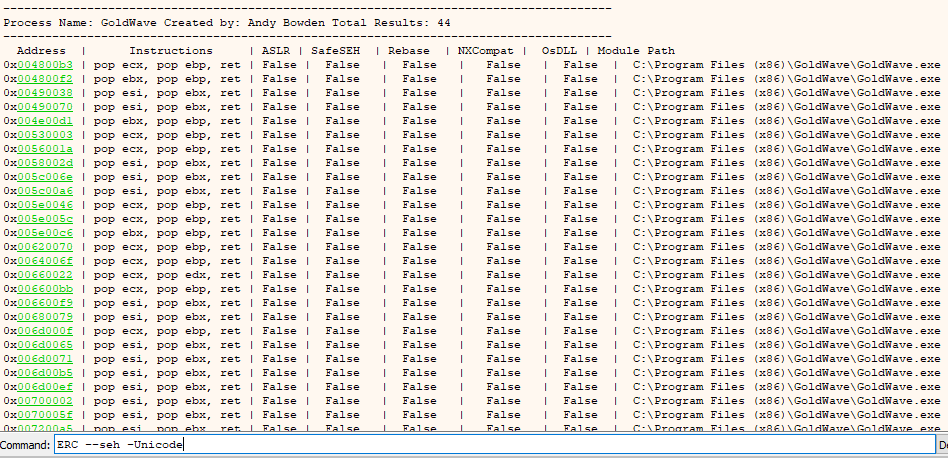 --------------------------------------------------------------------------------------
Process Name: GoldWave Created by: Andy Bowden Total Results: 44
--------------------------------------------------------------------------------------
Address | Instructions | ASLR | SafeSEH | Rebase | NXCompat | OsDLL | Module Path
0x004800b3 | pop ecx, pop ebp, ret | False | False | False | False | False | C:\Program Files (x86)\GoldWave\GoldWave.exe
0x004800f2 | pop ebx, pop ebp, ret | False | False | False | False | False | C:\Program Files (x86)\GoldWave\GoldWave.exe
0x00490038 | pop esi, pop ebx, ret | False | False | False | False | False | C:\Program Files (x86)\GoldWave\GoldWave.exe
0x00490070 | pop esi, pop ebx, ret | False | False | False | False | False | C:\Program Files (x86)\GoldWave\GoldWave.exe
0x004e00d1 | pop ebx, pop ebp, ret | False | False | False | False | False | C:\Program Files (x86)\GoldWave\GoldWave.exe
0x00530003 | pop ecx, pop ebp, ret | False | False | False | False | False | C:\Program Files (x86)\GoldWave\GoldWave.exe
0x0056001a | pop ecx, pop ebp, ret | False | False | False | False | False | C:\Program Files (x86)\GoldWave\GoldWave.exe
0x0058002d | pop esi, pop ebx, ret | False | False | False | False | False | C:\Program Files (x86)\GoldWave\GoldWave.exe
0x005c006e | pop esi, pop ebx, ret | False | False | False | False | False | C:\Program Files (x86)\GoldWave\GoldWave.exe
0x005c00a6 | pop esi, pop ebx, ret | False | False | False | False | False | C:\Program Files (x86)\GoldWave\GoldWave.exe
0x005e0046 | pop ecx, pop ebp, ret | False | False | False | False | False | C:\Program Files (x86)\GoldWave\GoldWave.exe
0x005e005c | pop ecx, pop ebp, ret | False | False | False | False | False | C:\Program Files (x86)\GoldWave\GoldWave.exe
0x005e00c6 | pop ebx, pop ebp, ret | False | False | False | False | False | C:\Program Files (x86)\GoldWave\GoldWave.exe
0x00620070 | pop ecx, pop ebp, ret | False | False | False | False | False | C:\Program Files (x86)\GoldWave\GoldWave.exe
0x0064006f | pop ecx, pop ebp, ret | False | False | False | False | False | C:\Program Files (x86)\GoldWave\GoldWave.exe
0x00660022 | pop ecx, pop edx, ret | False | False | False | False | False | C:\Program Files (x86)\GoldWave\GoldWave.exe
0x006600bb | pop ecx, pop ebp, ret | False | False | False | False | False | C:\Program Files (x86)\GoldWave\GoldWave.exe
0x006600f9 | pop esi, pop ebx, ret | False | False | False | False | False | C:\Program Files (x86)\GoldWave\GoldWave.exe
0x00680079 | pop esi, pop ebx, ret | False | False | False | False | False | C:\Program Files (x86)\GoldWave\GoldWave.exe
0x006d000f | pop ecx, pop ebp, ret | False | False | False | False | False | C:\Program Files (x86)\GoldWave\GoldWave.exe
0x006d0065 | pop esi, pop ebx, ret | False | False | False | False | False | C:\Program Files (x86)\GoldWave\GoldWave.exe
0x006d0071 | pop esi, pop ebx, ret | False | False | False | False | False | C:\Program Files (x86)\GoldWave\GoldWave.exe
0x006d00b5 | pop esi, pop ebx, ret | False | False | False | False | False | C:\Program Files (x86)\GoldWave\GoldWave.exe
0x006d00ef | pop esi, pop ebx, ret | False | False | False | False | False | C:\Program Files (x86)\GoldWave\GoldWave.exe
0x00700002 | pop esi, pop ebx, ret | False | False | False | False | False | C:\Program Files (x86)\GoldWave\GoldWave.exe
0x0070005f | pop esi, pop ebx, ret | False | False | False | False | False | C:\Program Files (x86)\GoldWave\GoldWave.exe
0x007200a5 | pop esi, pop ebx, ret | False | False | False | False | False | C:\Program Files (x86)\GoldWave\GoldWave.exe
Command: ERC --seh -Unicode